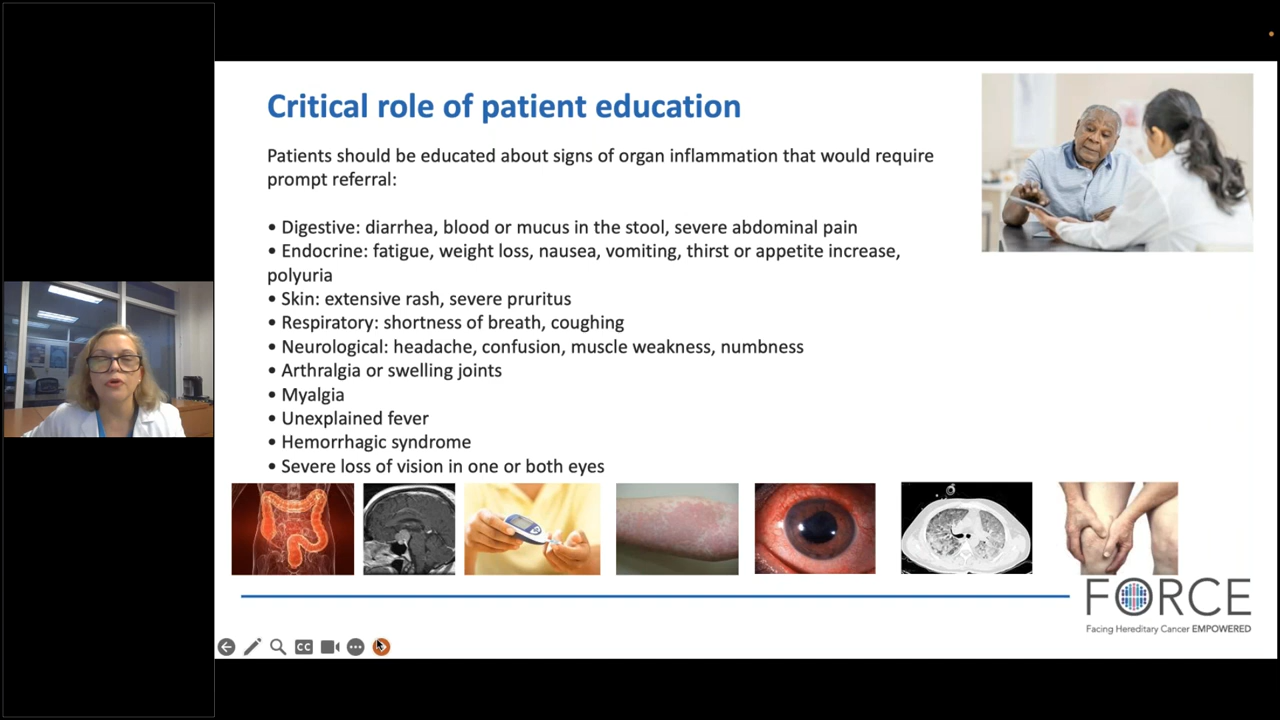 Critical role of patient education
Patients should be educated about signs of organ inflammation that would require
prompt referral:
• Digestive: diarrhea, blood or mucus in the stool, severe abdominal pain
• Endocrine: fatigue, weight loss, nausea, vomiting, thirst or appetite increase,
polyuria
• Skin: extensive rash, severe pruritus
• Respiratory: shortness of breath, coughing
• Neurological: headache, confusion, muscle weakness, numbness
• Arthralgia or swelling joints
• Myalgia
• Unexplained fever
• Hemorrhagic syndrome
• Severe loss of vision in one or both eyes
FORCE
Facing Hereditary Cancer EMPOWERED
CC